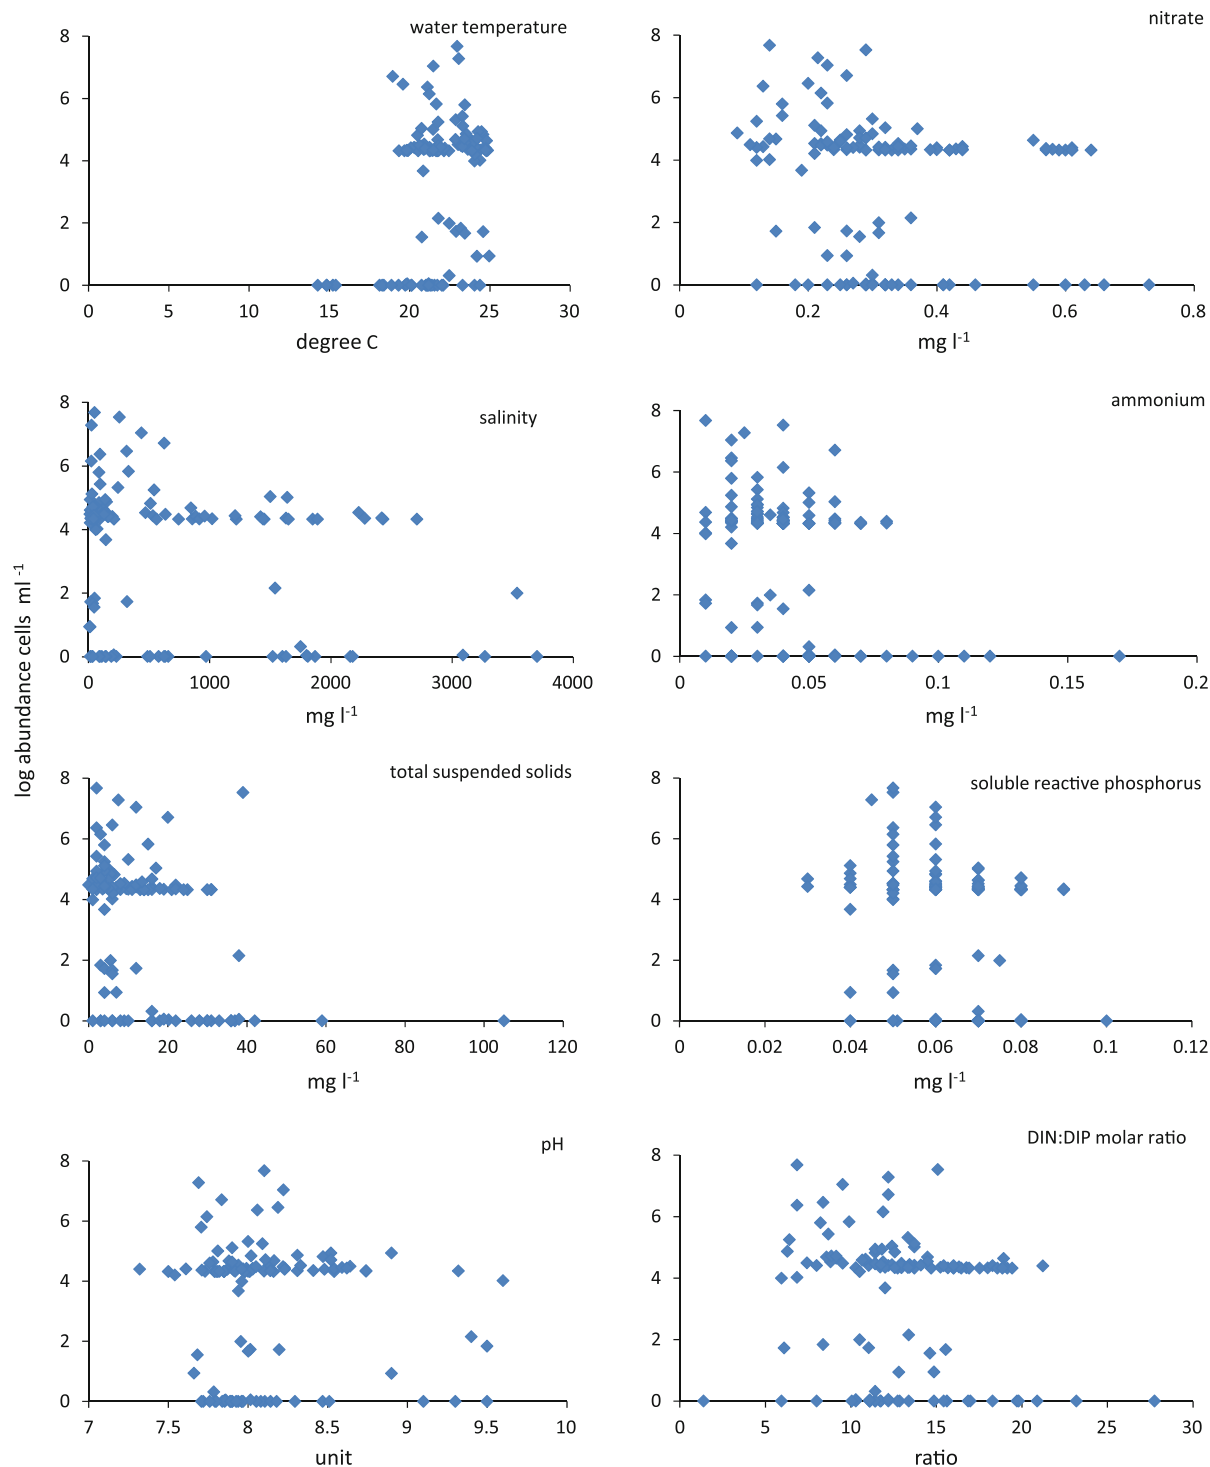 water temperature
8
6
4
2
0
0 5 10 15 20 25 30
degree C
nitrate
8
6
4
2
0
0 0.2 0.4 0.6 0.8
mg l-1
log abundance cells ml -1
salinity
8
6
4
2
0
0 1000 2000 3000 4000
mg l-1
ammonium
8
6
4
2
0
0 0.05 0.1 0.15 0.2
mg l-1
total suspended solids
8
6
4
2
0
0 20 40 60 80 100 120
mg l-1
soluble reactive phosphorus
8
6
4
2
0
0 0.02 0.04 0.06 0.08 0.1 0.12
mg l-1
pH
8
6
4
2
0
7 7.5 8 8.5 9 9.5 10
unit
DIN:DIP molar ratio
8
6
4
2
0
0 5 10 15 20 25 30
ratio